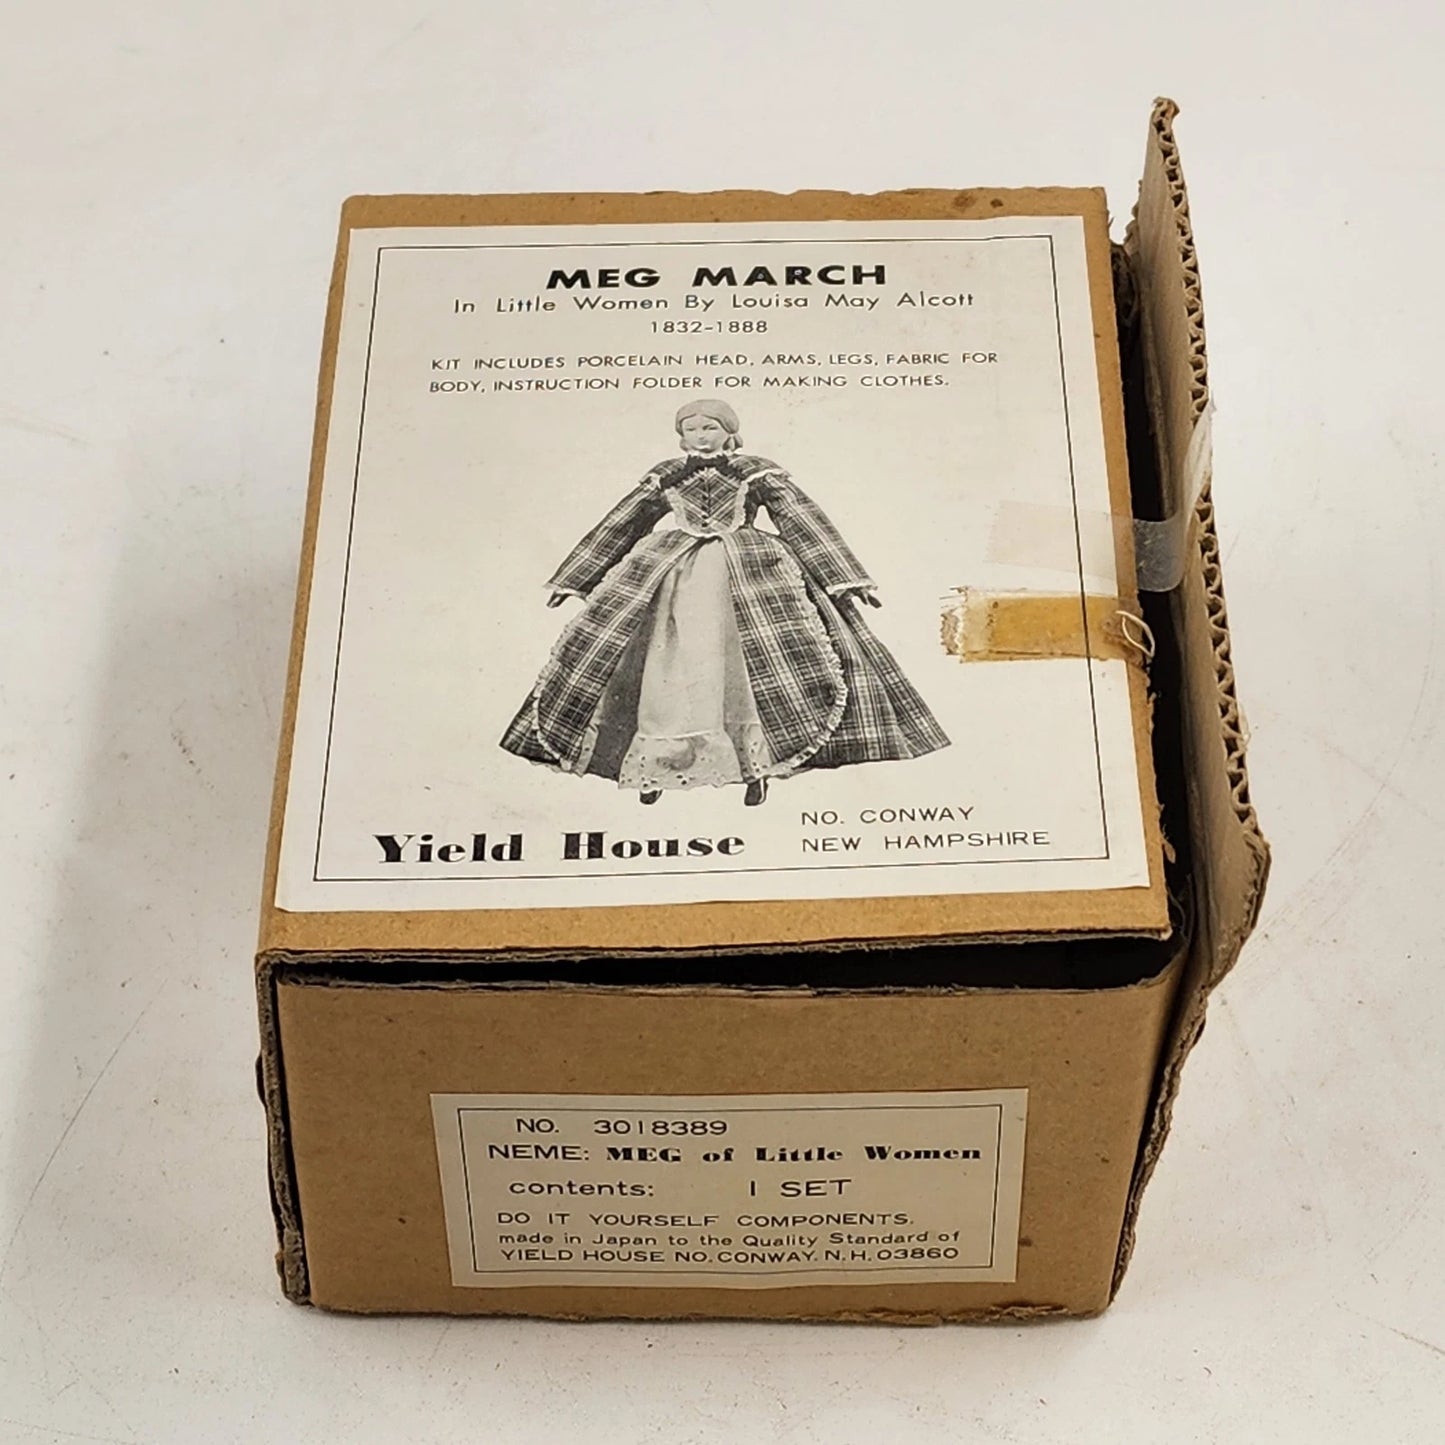 MEG MARCH
In Little Women By Louisa May Alcott
1832-1888
KIT INCLUDES PORCELAIN HEAD, ARMS, LEGS, FABRIC FOR
BODY, INSTRUCTION FOLDER FOR MAKING CLOTHES.
Yield House
NO. CONWAY
NEW HAMPSHIRE
NO. 3018389
NEME: MEG of Little Women
contents: 1 SET
DO IT YOURSELF COMPONENTS.
made in Japan to the Quality Standard of
YIELD HOUSE NO. CONWAY. N. H. 03860